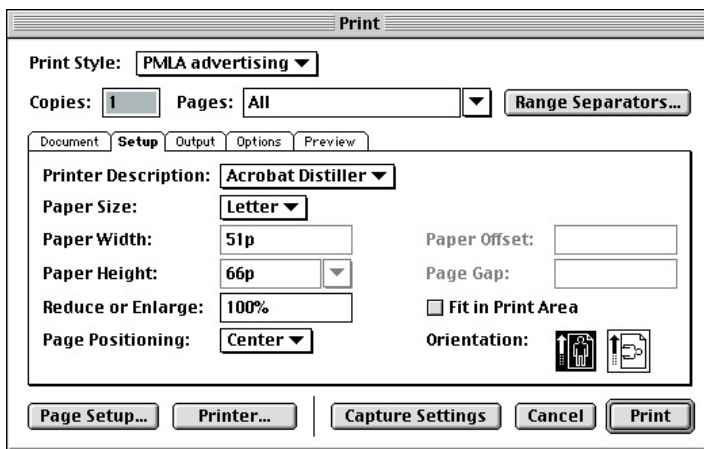 Print
Print Style: PMLA advertising
Copies: 1 Pages: All Range Separators...
Document Setup Output Options Preview
Printer Description: Acrobat Distiller
Paper Size: Letter
Paper Width: 51p Paper Offset:
Paper Height: 66p Page Gap:
Reduce or Enlarge: 100% Fit in Print Area
Page Positioning: Center Orientation:
Page Setup... Printer... Capture Settings Cancel Print